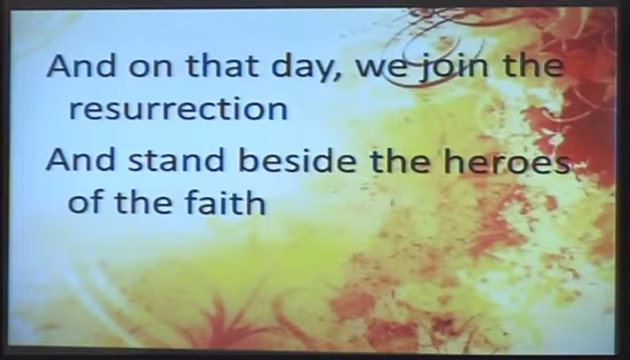 And on that day, we join the
resurrection
And stand beside the heroes
of the faith